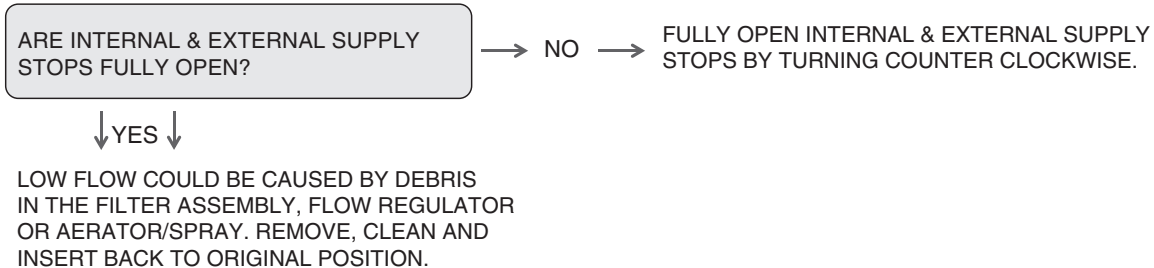 ARE INTERNAL & EXTERNAL SUPPLY
STOPS FULLY OPEN?
NO
FULLY OPEN INTERNAL & EXTERNAL SUPPLY
STOPS BY TURNING COUNTER CLOCKWISE.
YES
LOW FLOW COULD BE CAUSED BY DEBRIS
IN THE FILTER ASSEMBLY, FLOW REGULATOR
OR AERATOR/SPRAY. REMOVE, CLEAN AND
INSERT BACK TO ORIGINAL POSITION.